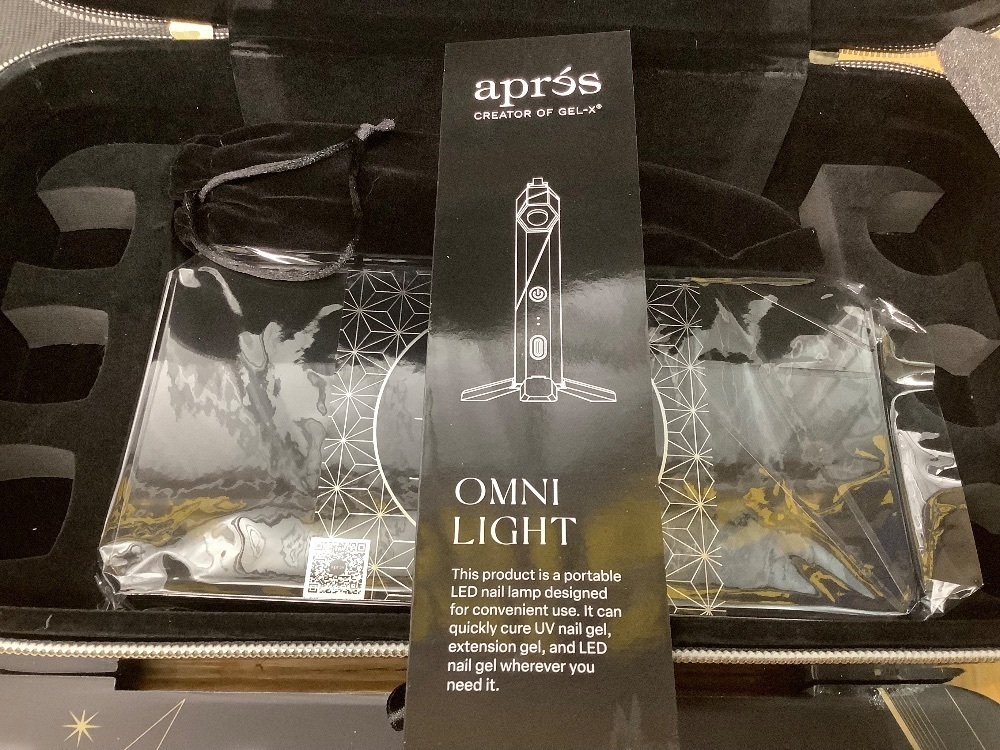 aprés
CREATOR OF GEL-X®
OMNI
LIGHT
This product is a portable
LED nail lamp designed
for convenient use. It can
quickly cure UV nail gel,
extension gel, and LED
nail gel wherever you
need it.